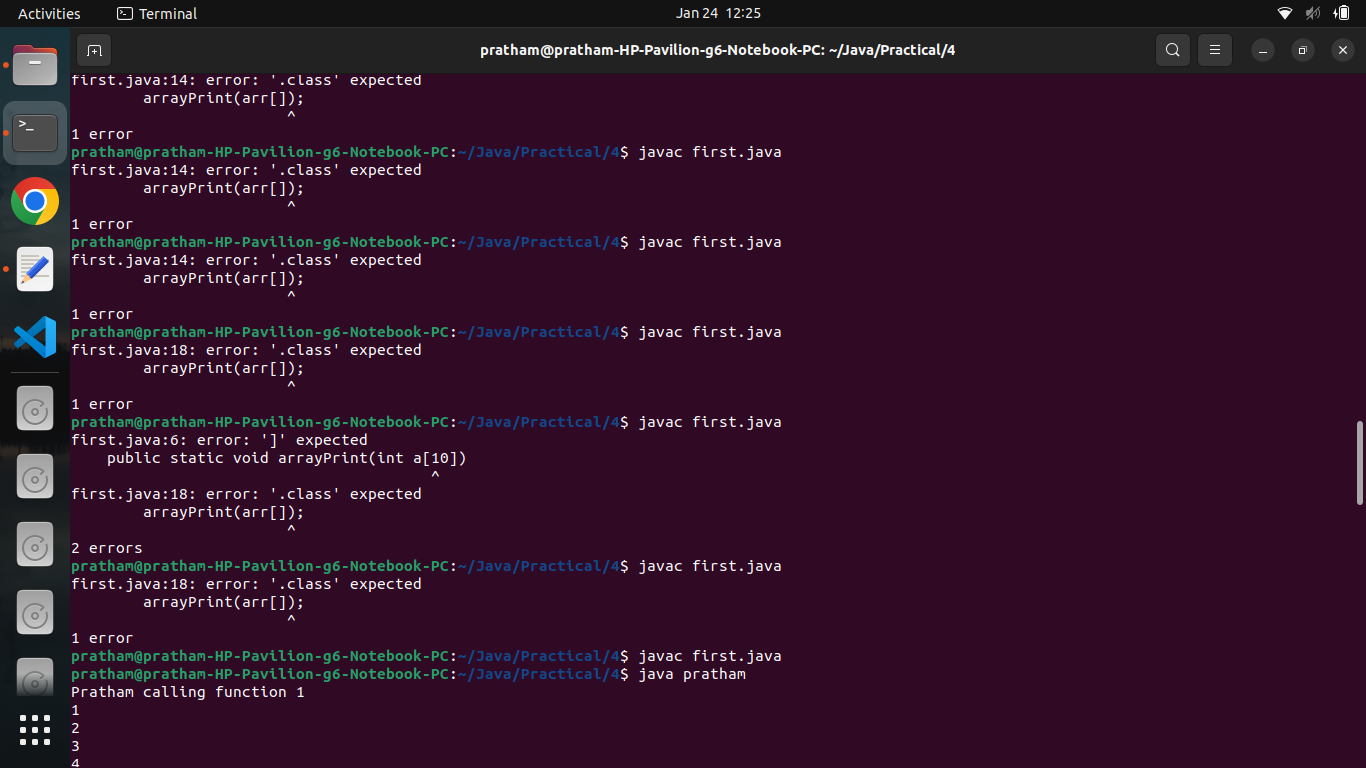 Activities
Terminal
Jan 24 12:25
pratham@pratham-HP-Pavilion-g6-Notebook-PC: ~/Java/Practical/4
first.java:14: error: '.class' expected
        arrayPrint(arr[]);
                        ^
1 error
pratham@pratham-HP-Pavilion-g6-Notebook-PC:~/Java/Practical/4$ javac first.java
first.java:14: error: '.class' expected
        arrayPrint(arr[]);
                        ^
1 error
pratham@pratham-HP-Pavilion-g6-Notebook-PC:~/Java/Practical/4$ javac first.java
first.java:14: error: '.class' expected
        arrayPrint(arr[]);
                        ^
1 error
pratham@pratham-HP-Pavilion-g6-Notebook-PC:~/Java/Practical/4$ javac first.java
first.java:18: error: '.class' expected
        arrayPrint(arr[]);
                        ^
1 error
pratham@pratham-HP-Pavilion-g6-Notebook-PC:~/Java/Practical/4$ javac first.java
first.java:6: error: ']' expected
    public static void arrayPrint(int a[10])
                                        ^
first.java:18: error: '.class' expected
        arrayPrint(arr[]);
                        ^
2 errors
pratham@pratham-HP-Pavilion-g6-Notebook-PC:~/Java/Practical/4$ javac first.java
first.java:18: error: '.class' expected
        arrayPrint(arr[]);
                        ^
1 error
pratham@pratham-HP-Pavilion-g6-Notebook-PC:~/Java/Practical/4$ javac first.java
pratham@pratham-HP-Pavilion-g6-Notebook-PC:~/Java/Practical/4$ java pratham
Pratham calling function 1
1
2
3
4